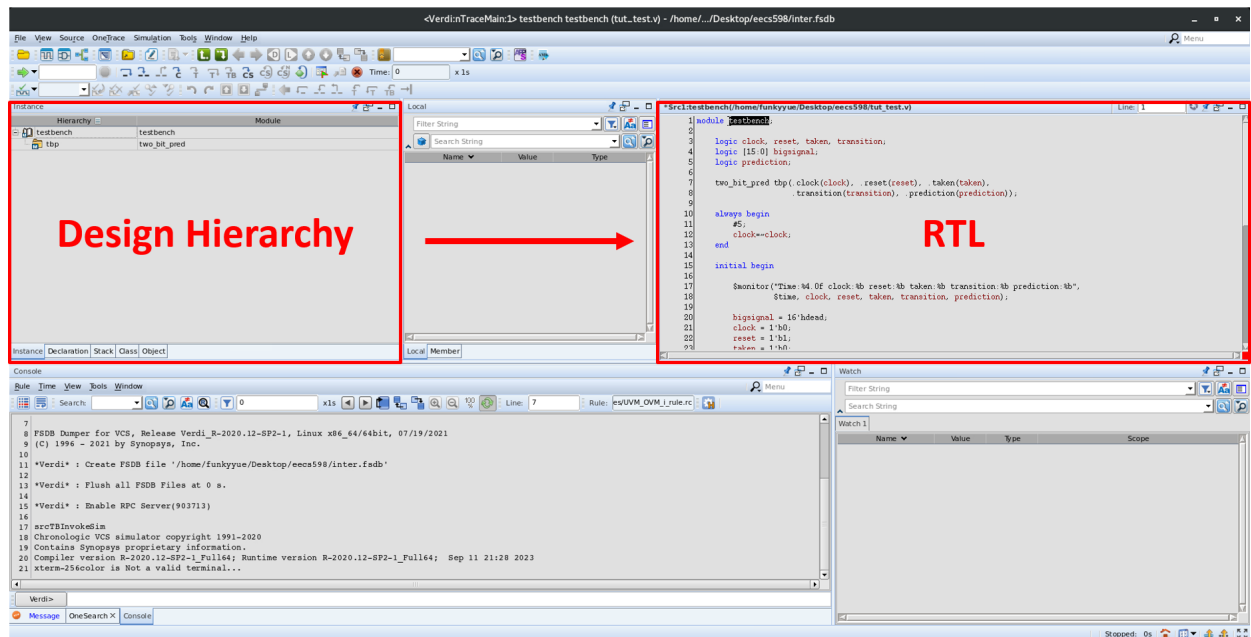 <Verdi:nTraceMain:1> testbench testbench (tut_test.v) - /home/.../Desktop/eecs598/inter.fsdb
File View Source OneTrace Simulation Tools Window Help
Menu
Time: 0 x 1s
Instance
Hierarchy Module
testbench testbench
tbp two_bit_pred
Design Hierarchy
Instance Declaration Stack Class Object
Local
Filter String
Search String
Name Value Type
Local Member
*Src1:testbench(/home/funkyyue/Desktop/eecs598/tut_test.v)
Line: 1
1 module testbench;
2
3 logic clock, reset, taken, transition;
4 logic [15:0] bigsignal;
5 logic prediction;
6
7 two_bit_pred tbp(.clock(clock), .reset(reset), .taken(taken),
8 .transition(transition), .prediction(prediction));
9
10 always begin
11 #5;
12 clock=~clock;
13 end
14
15 initial begin
16
17 $monitor("Time:%4.0f clock:%b reset:%b taken:%b transition:%b prediction:%b",
18 $time, clock, reset, taken, transition, prediction);
19
20 bigsignal = 16'hdead;
21 clock = 1'b0;
22 reset = 1'b1;
23 taken = 1'b0;
RTL
Console
Rule Time View Tools Window
Menu
Search: 0 x1s 100% Line: 7 Rule: es/UVM_OVM_i_rule.rc
7
8 FSDB Dumper for VCS, Release Verdi_R-2020.12-SP2-1, Linux x86_64/64bit, 07/19/2021
9 (C) 1996 - 2021 by Synopsys, Inc.
10
11 *Verdi* : Create FSDB file '/home/funkyyue/Desktop/eecs598/inter.fsdb'
12
13 *Verdi* : Flush all FSDB Files at 0 s.
14
15 *Verdi* : Enable RPC Server(903713)
16
17 srcTBInvokeSim
18 Chronologic VCS simulator copyright 1991-2020
19 Contains Synopsys proprietary information.
20 Compiler version R-2020.12-SP2-1_Full64; Runtime version R-2020.12-SP2-1_Full64; Sep 11 21:28 2023
21 xterm-256color is Not a valid terminal...
Verdi>
Message OneSearch Console
Watch
Filter String
Search String
Watch 1
Name Value Type Scope
Stopped: 0s